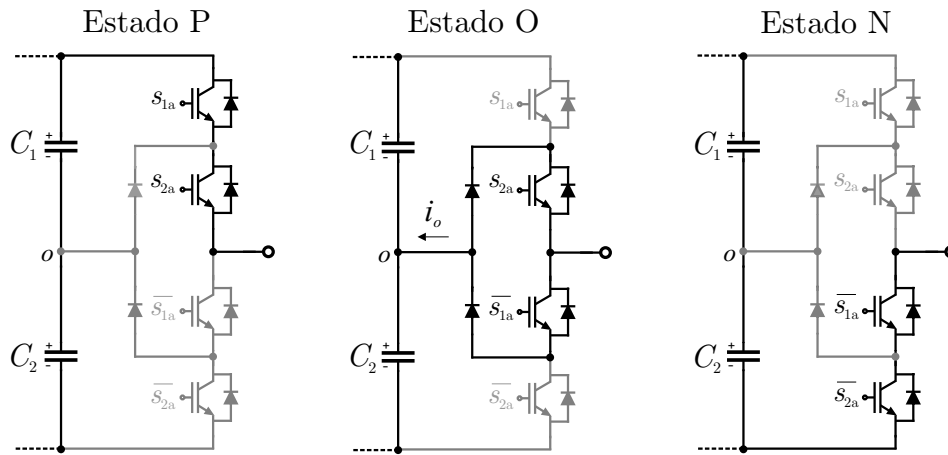 Estado P
Estado O
Estado N
s1a
s1a
s1a
C1
+
-
C1
+
-
C1
+
-
s2a
s2a
s2a
io
o
o
o
s̅1a̅
s̅1a̅
s̅1a̅
C2
+
-
C2
+
-
C2
+
-
s̅2a̅
s̅2a̅
s̅2a̅